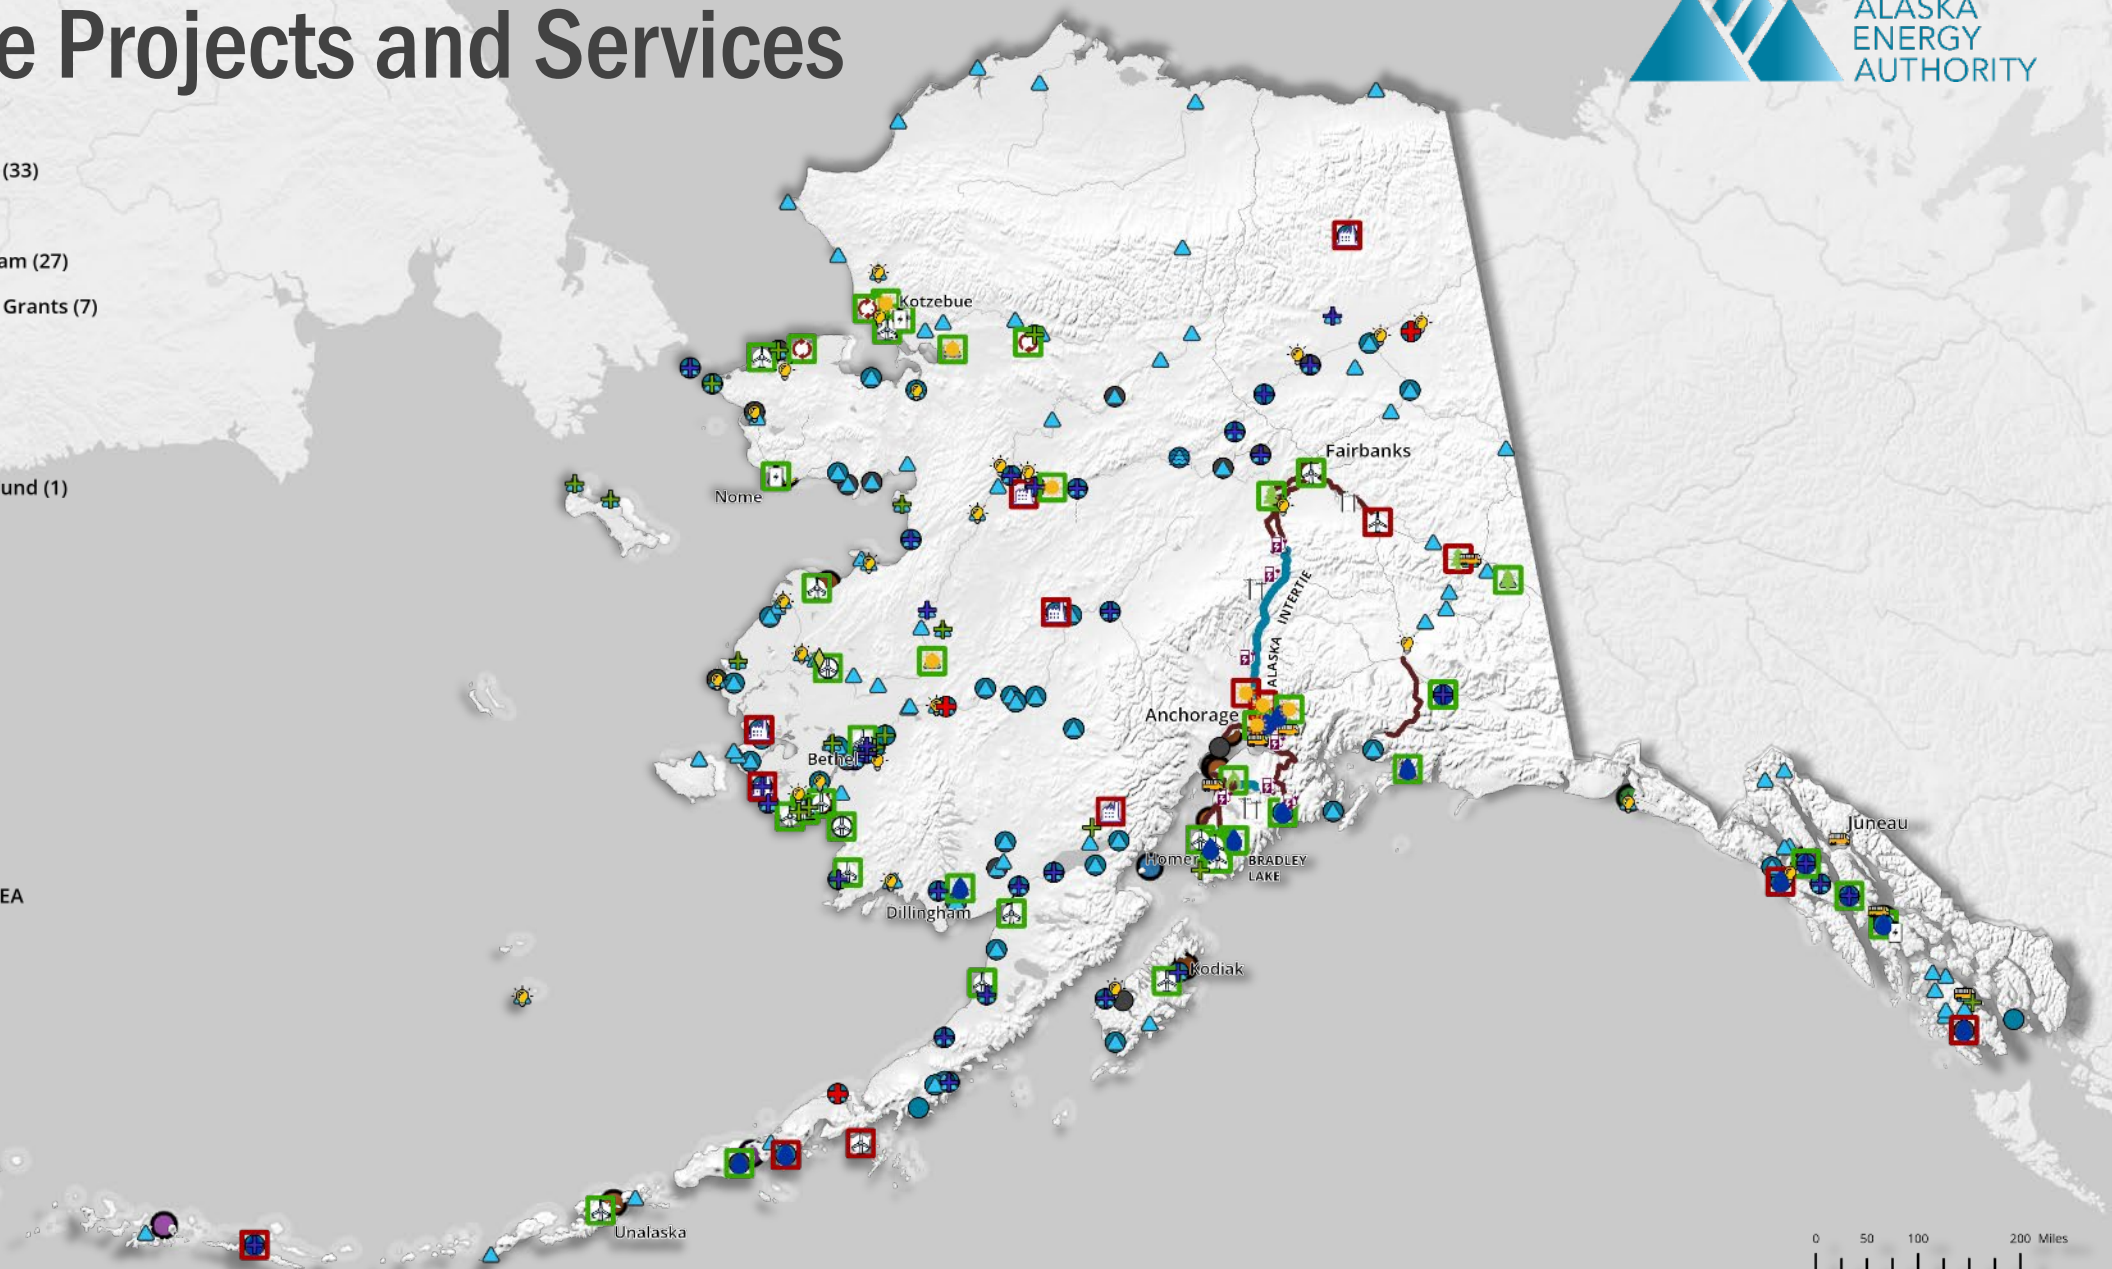 e Projects and Services
ALASKA
ENERGY
AUTHORITY
(33)
am (27)
Grants (7)
und (1)
EA
Kotzebue
Fairbanks
Nome
ALASKA INTERTIE
Anchorage
Bethel
Juneau
Homer
BRADLEY
LAKE
Dillingham
Kodiak
Unalaska
0 50 100 200 Miles